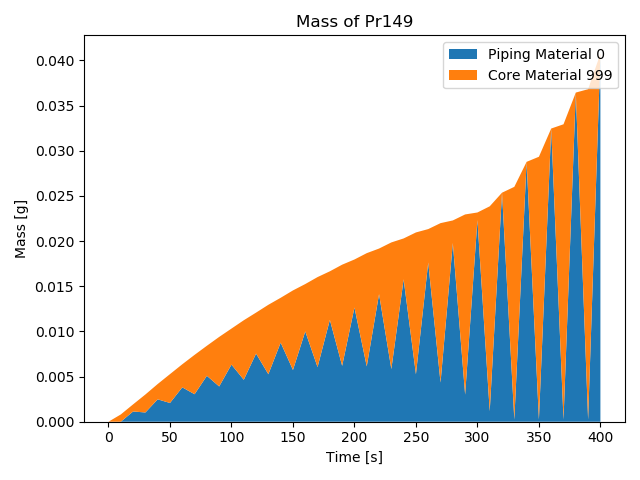 Mass of Pr149
Piping Material 0
Core Material 999
0.040
0.035
0.030
0.025
0.020
0.015
0.010
0.005
0.000
Mass [g]
0 50 100 150 200 250 300 350 400
Time [s]